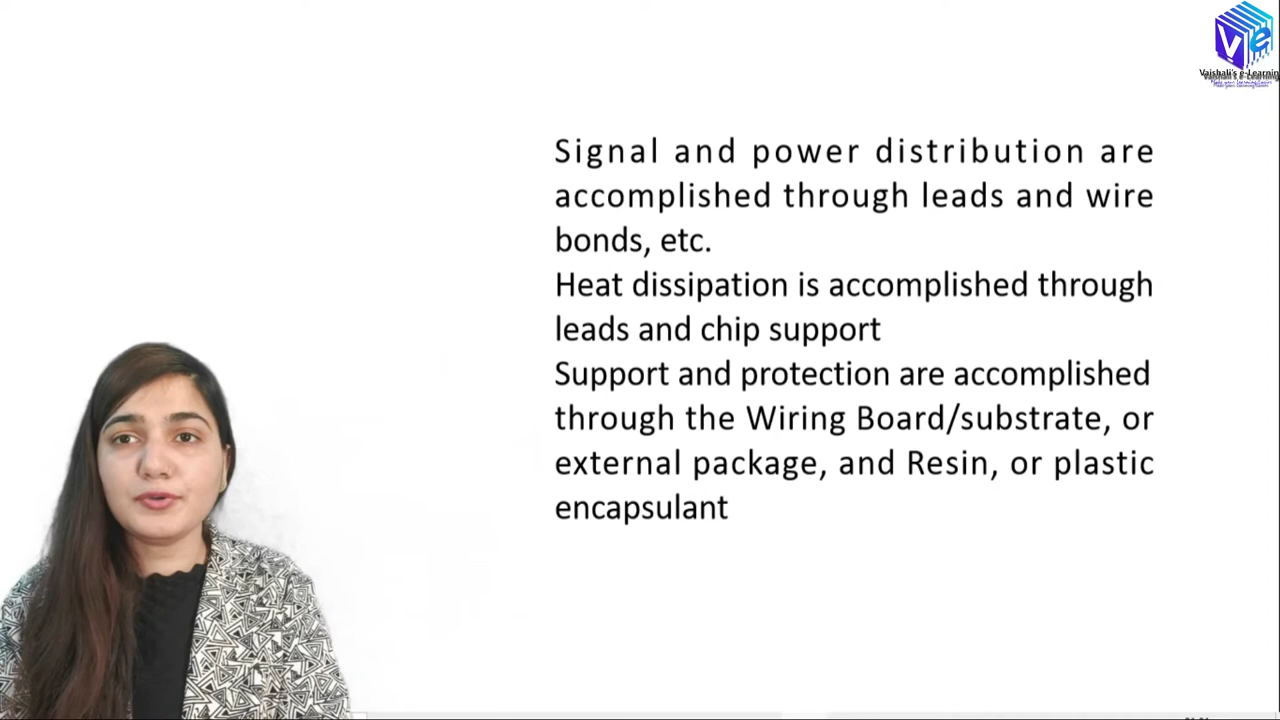 Ve
Vaishali's e-Learning
Signal and power distribution are
accomplished through leads and wire
bonds, etc.
Heat dissipation is accomplished through
leads and chip support
Support and protection are accomplished
through the Wiring Board/substrate, or
external package, and Resin, or plastic
encapsulant